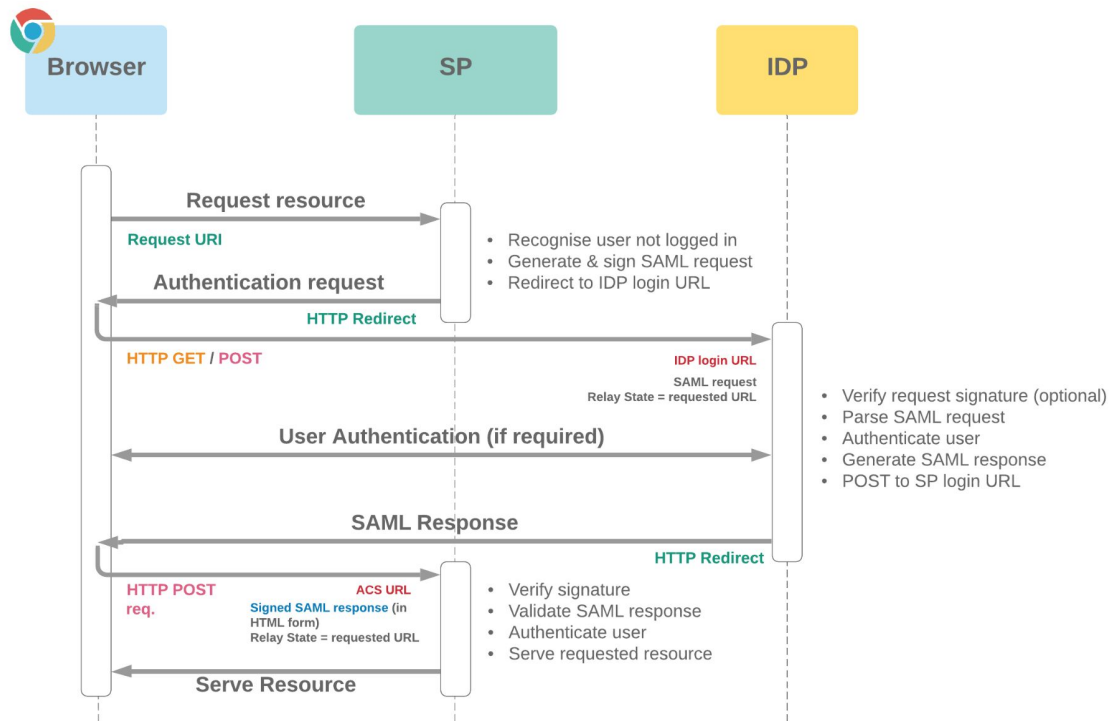 Browser
SP
IDP
Request resource
Request URI
• Recognise user not logged in
• Generate & sign SAML request
• Redirect to IDP login URL
Authentication request
HTTP Redirect
HTTP GET / POST
IDP login URL
SAML request
Relay State = requested URL
• Verify request signature (optional)
• Parse SAML request
• Authenticate user
• Generate SAML response
• POST to SP login URL
User Authentication (if required)
SAML Response
HTTP Redirect
HTTP POST
req.
ACS URL
Signed SAML response (in
HTML form)
Relay State = requested URL
• Verify signature
• Validate SAML response
• Authenticate user
• Serve requested resource
Serve Resource